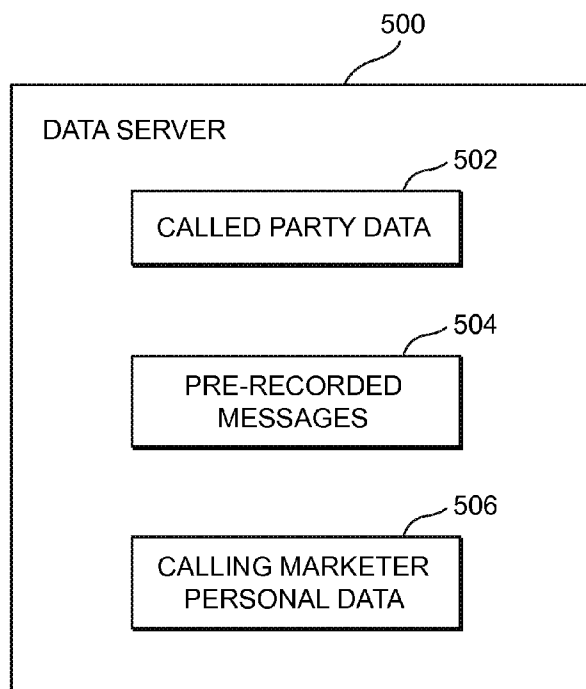 500
DATA SERVER
502
CALLED PARTY DATA
504
PRE-RECORDED
MESSAGES
506
CALLING MARKETER
PERSONAL DATA